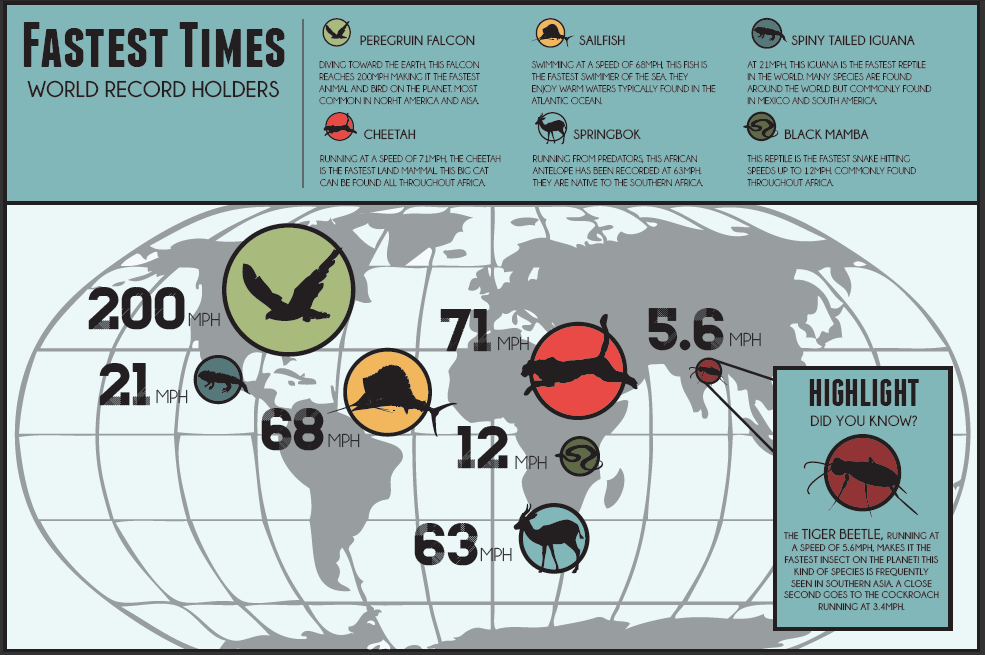 FASTEST TIMES
WORLD RECORD HOLDERS
PEREGRUIN FALCON
DIVING TOWARD THE EARTH, THIS FALCON
REACHES 200MPH MAKING IT THE FASTEST
ANIMAL AND BIRD ON THE PLANET. MOST
COMMON IN NORHT AMERICA AND AISA.
SAILFISH
SWIMMING AT A SPEED OF 68MPH, THIS FISH IS
THE FASTEST SWIMMER OF THE SEA. THEY
ENJOY WARM WATERS TYPICALLY FOUND IN THE
ATLANTIC OCEAN.
SPINY TAILED IGUANA
AT 21MPH, THIS IGUANA IS THE FASTEST REPTILE
IN THE WORLD. MANY SPECIES ARE FOUND
AROUND THE WORLD BUT COMMONLY FOUND
IN MEXICO AND SOUTH AMERICA.
CHEETAH
RUNNING AT A SPEED OF 71MPH, THE CHEETAH
IS THE FASTEST LAND MAMMAL. THIS BIG CAT
CAN BE FOUND ALL THROUGHOUT AFRICA.
SPRINGBOK
RUNNING FROM PREDATORS, THIS AFRICAN
ANTELOPE HAS BEEN RECORDED AT 63MPH.
THEY ARE NATIVE TO THE SOUTHERN AFRICA.
BLACK MAMBA
THIS REPTILE IS THE FASTEST SNAKE HITTING
SPEEDS UP TO 12MPH. COMMONLY FOUND
THROUGHOUT AFRICA.
200 MPH
71 MPH
5.6 MPH
21 MPH
68 MPH
12 MPH
63 MPH
HIGHLIGHT
DID YOU KNOW?
THE TIGER BEETLE, RUNNING AT
A SPEED OF 5.6MPH, MAKES IT THE
FASTEST INSECT ON THE PLANET! THIS
KIND OF SPECIES IS FREQUENTLY
SEEN IN SOUTHERN ASIA. A CLOSE
SECOND GOES TO THE COCKROACH
RUNNING AT 3.4MPH.